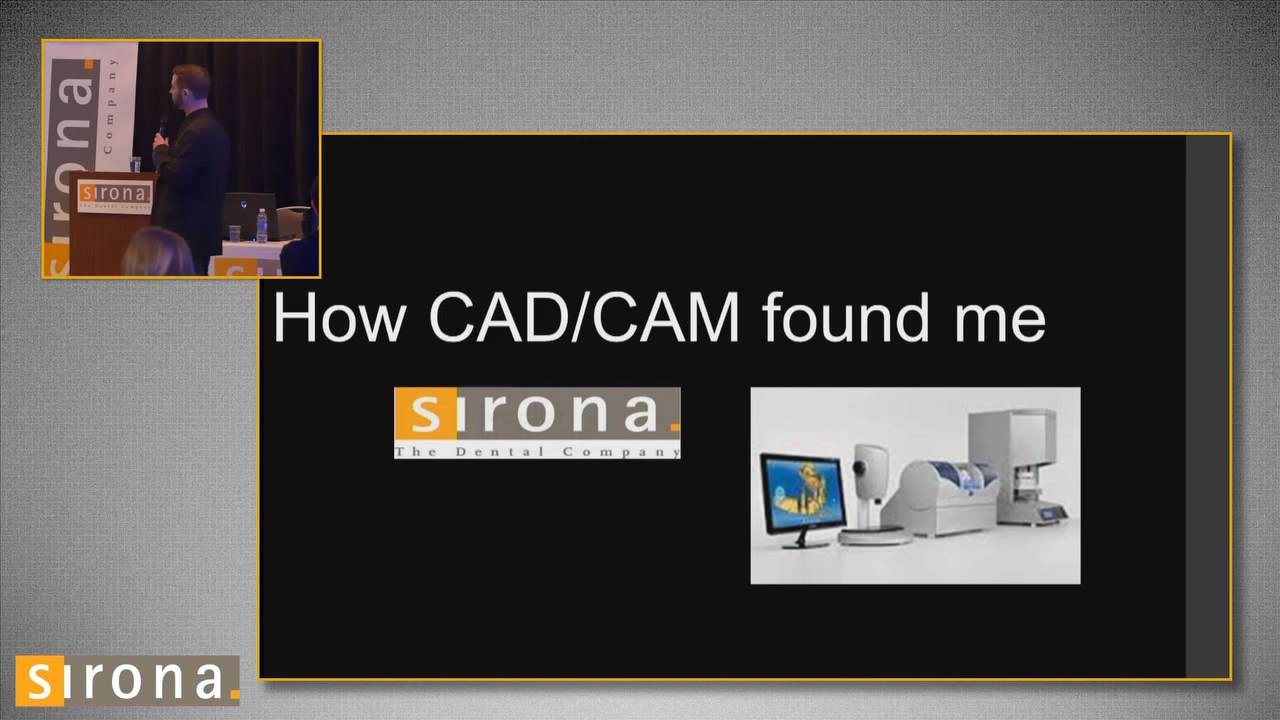 sirona.
Company
sirona.
The Dental Company
How CAD/CAM found me
sirona.
The Dental Company
sirona.